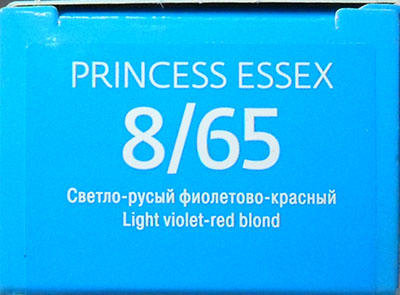 PRINCESS ESSEX
8/65
Светло-русый фиолетово-красный
Light violet-red blond